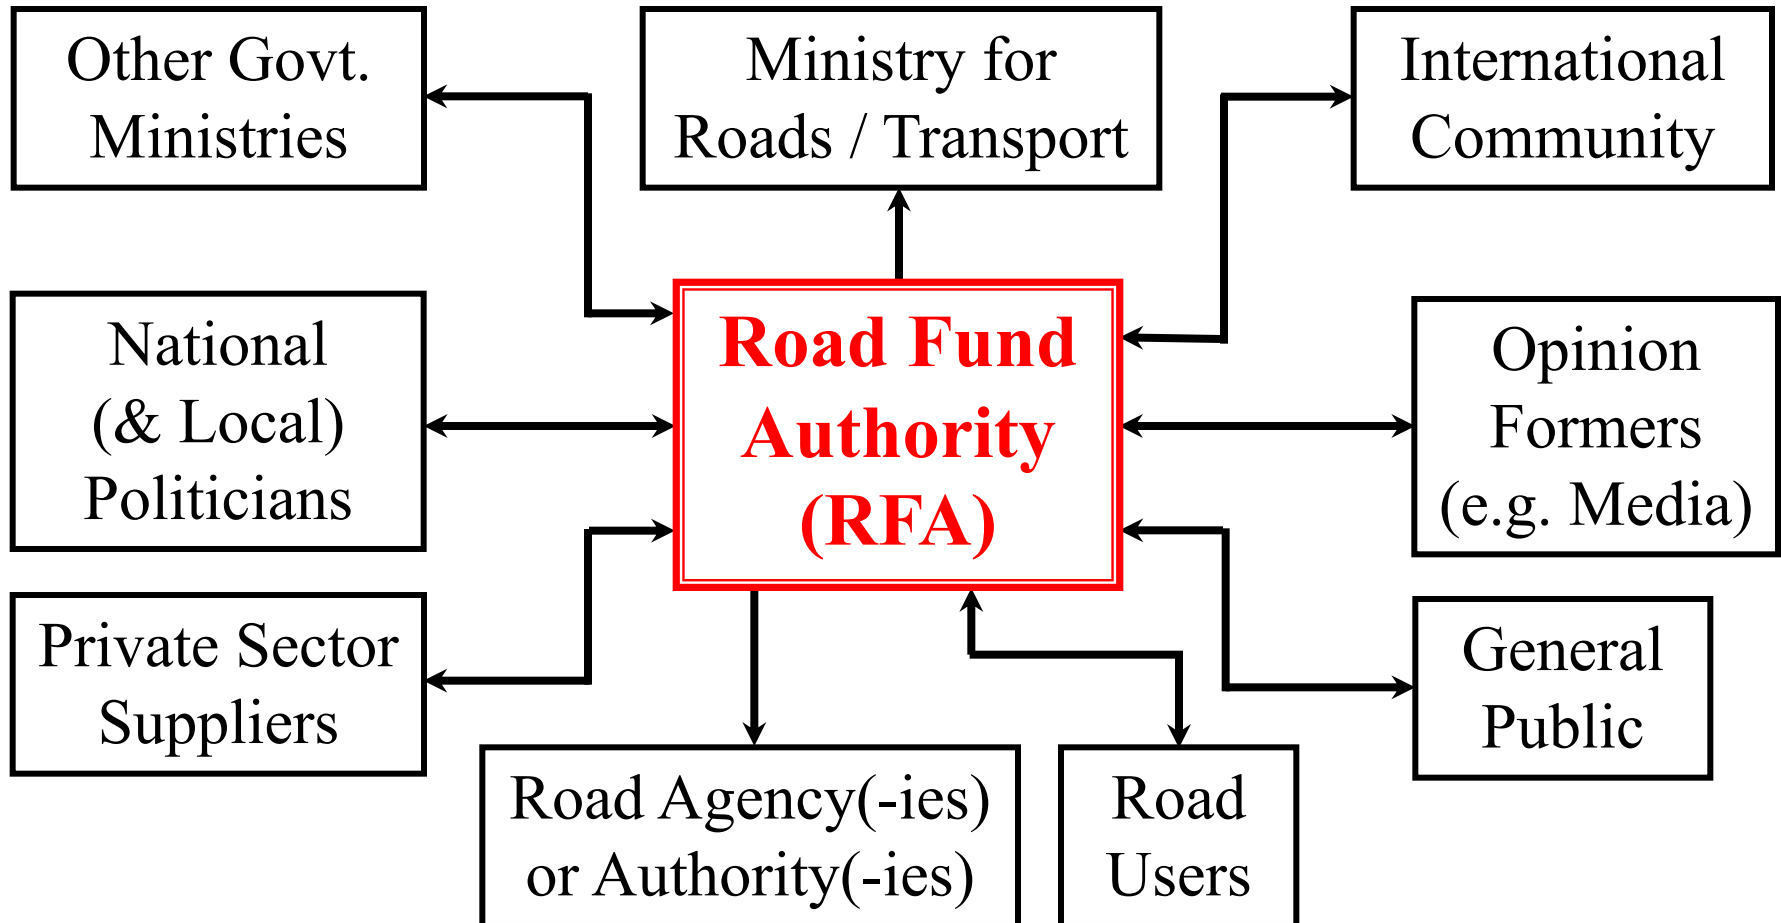 Other Govt.
Ministries
Ministry for
Roads / Transport
International
Community
National
(& Local)
Politicians
Road Fund
Authority
(RFA)
Opinion
Formers
(e.g. Media)
Private Sector
Suppliers
General
Public
Road Agency(-ies)
or Authority(-ies)
Road
Users